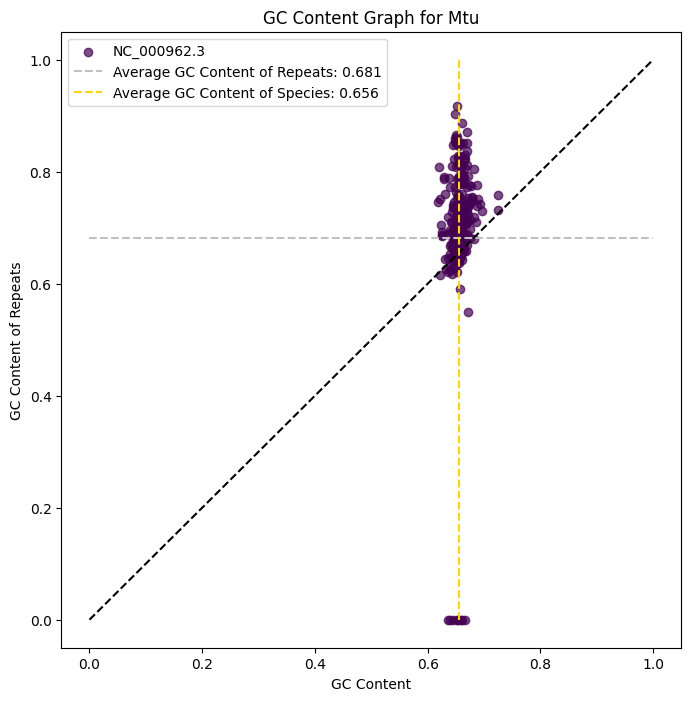 GC Content Graph for Mtu
NC_000962.3
Average GC Content of Repeats: 0.681
Average GC Content of Species: 0.656
1.0
0.8
0.6
0.4
0.2
0.0
GC Content of Repeats
0.0 0.2 0.4 0.6 0.8 1.0
GC Content